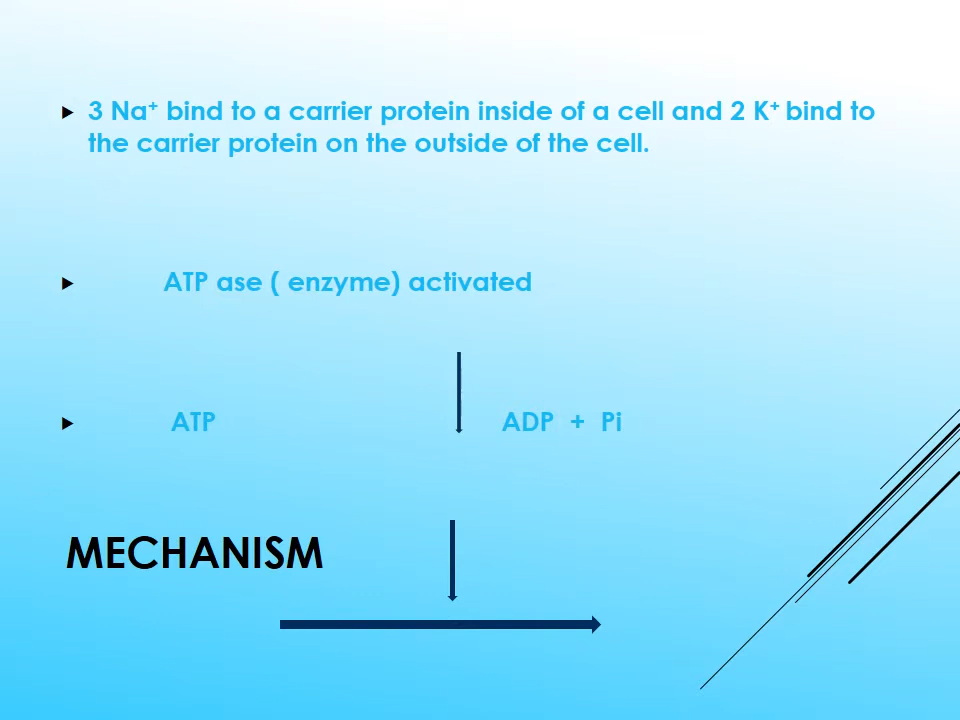 3 Na⁺ bind to a carrier protein inside of a cell and 2 K⁺ bind to
the carrier protein on the outside of the cell.
ATP ase ( enzyme) activated
ATP ADP + Pi
MECHANISM